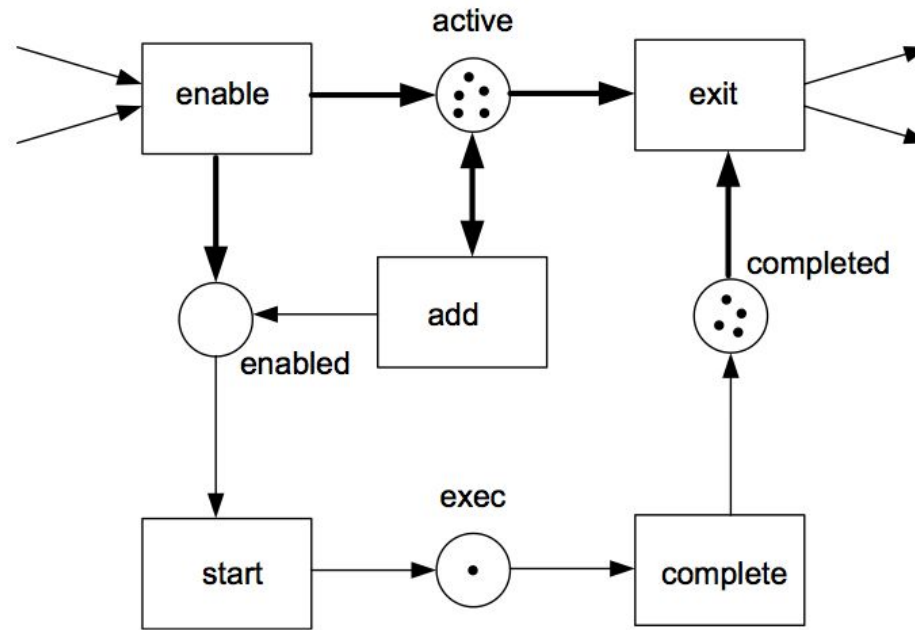 active
enable
exit
completed
add
enabled
exec
start
complete